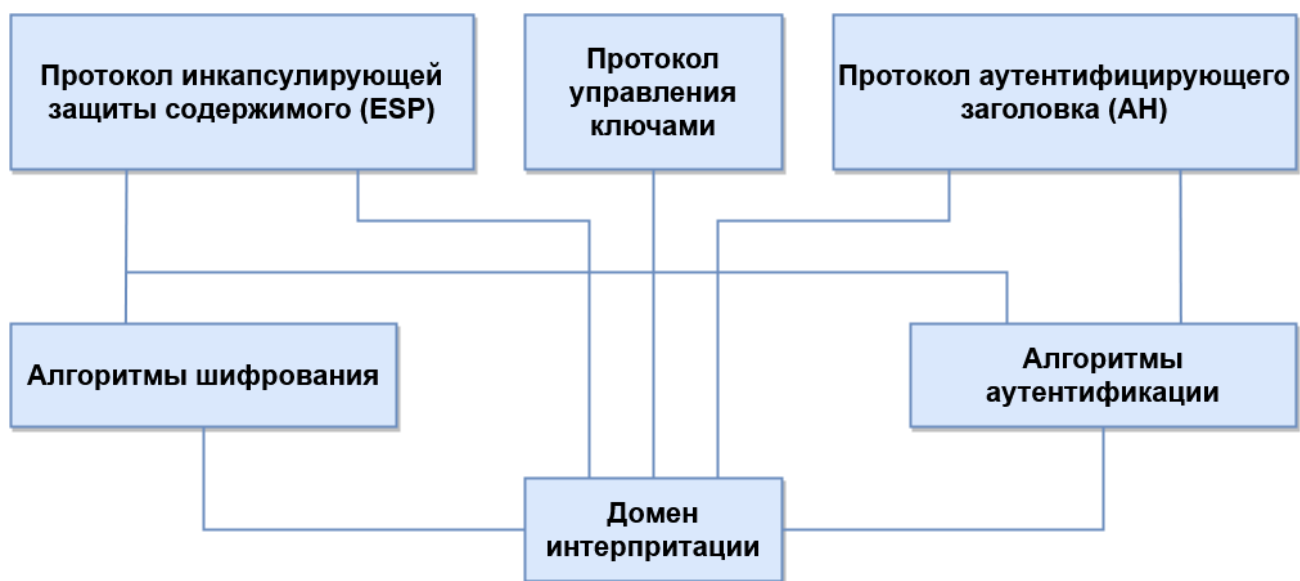 Протокол инкапсулирующей
защиты содержимого (ESP)
Протокол
управления
ключами
Протокол аутентифицирующего
заголовка (AH)
Алгоритмы шифрования
Алгоритмы
аутентификации
Домен
интерпритации